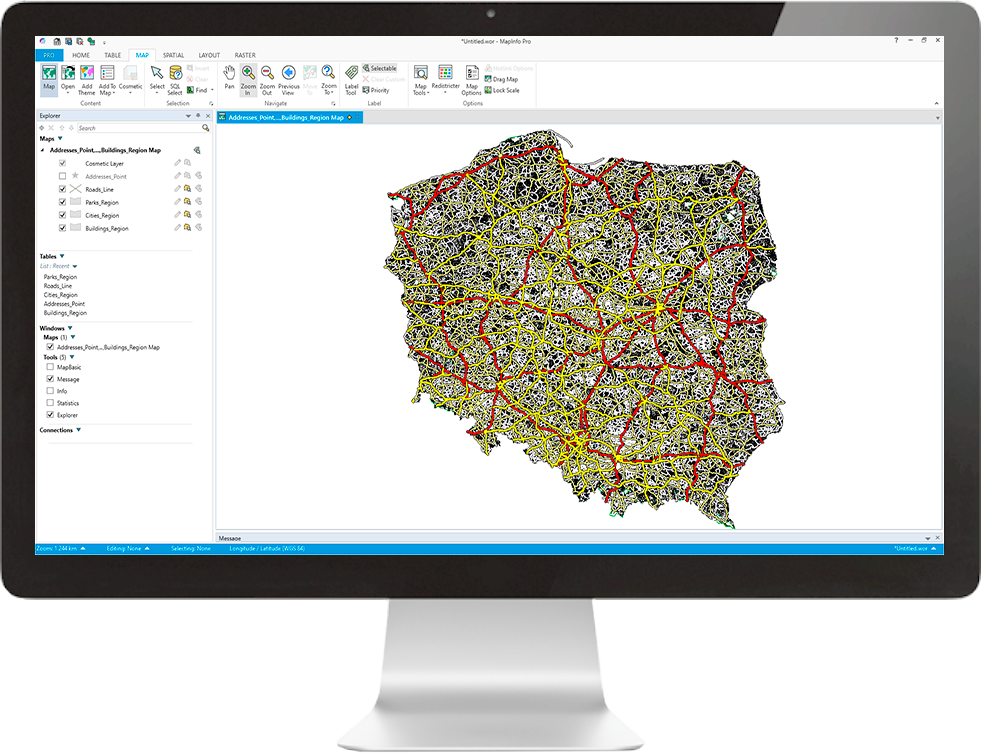 "Untitled.wor - MapInfo Pro
PRO HOME TABLE MAP SPATIAL LAYOUT RASTER
Map Open Add Theme Add To Map Cosmetic
Content
Select SQL Select Insert Clear Find
Selection
Pan Zoom In Zoom Out Previous View Move To Zoom To
Navigate
Label Tool Selectable Clear Custom Priority
Label
Map Tools Redistricter Map Options Window Options Drag Map Lock Scale
Options
Explorer
Search
Maps
Addresses_Point,...,Buildings_Region Map
Cosmetic Layer
Addresses_Point
Roads_Line
Parks_Region
Cities_Region
Buildings_Region
Tables
List : Recent
Parks_Region
Roads_Line
Cities_Region
Addresses_Point
Buildings_Region
Windows
Maps (1)
Addresses_Point,...,Buildings_Region Map
Tools (5)
MapBasic
Message
Info
Statistics
Explorer
Connections
Addresses_Point,...,Buildings_Region Map
Message
Zoom: 1 244 km Editing: None Selecting: None Longitude / Latitude (WGS 84) *Untitled.wor